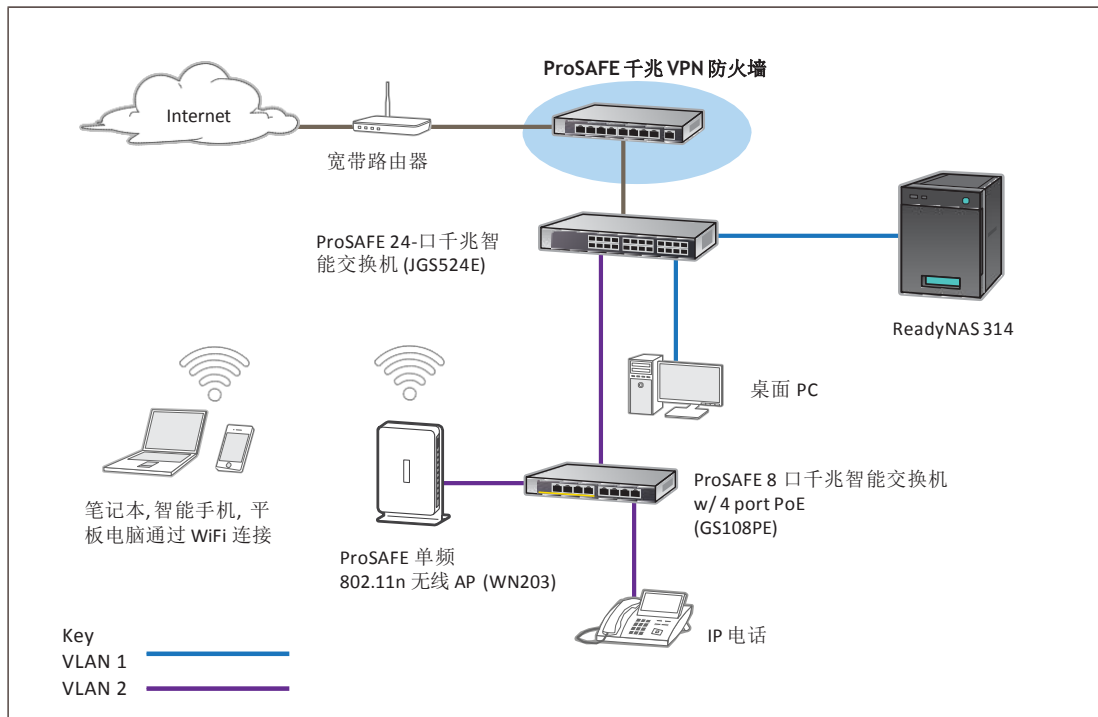 ProSAFE 千兆 VPN 防火墙
Internet
宽带路由器
ProSAFE 24-口千兆智
能交换机 (JGS524E)
ReadyNAS 314
桌面 PC
笔记本, 智能手机, 平
板电脑通过 WiFi 连接
ProSAFE 单频
802.11n 无线 AP (WN203)
ProSAFE 8 口千兆智能交换机
w/ 4 port PoE
(GS108PE)
IP 电话
Key
VLAN 1
VLAN 2